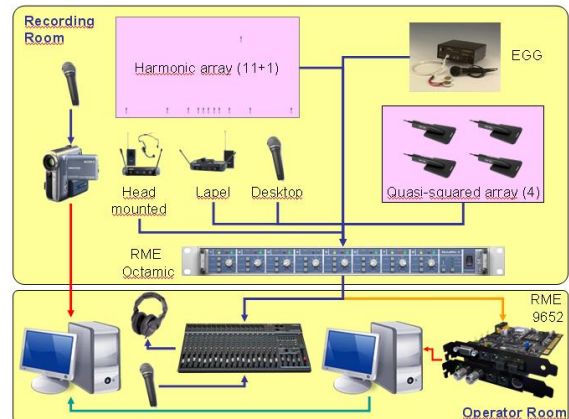 Recording
Room
Harmonic array (11+1)
EGG
Head
mounted
Lapel
Desktop
Quasi-squared array (4)
RME
Octamic
RME
9652
Operator Room